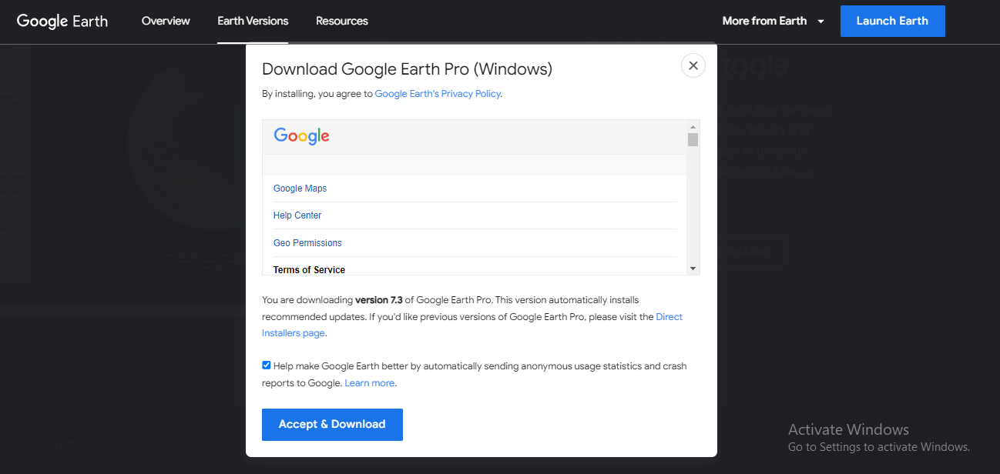 Google Earth
Overview
Earth Versions
Resources
More from Earth
Launch Earth
tools
Download Google Earth Pro (Windows)
By installing, you agree to Google Earth's Privacy Policy.
Google
Google Maps
Help Center
Geo Permissions
Terms of Service
You are downloading version 7.3 of Google Earth Pro. This version automatically installs
recommended updates. If you'd like previous versions of Google Earth Pro, please visit the Direct
Installers page.
Help make Google Earth better by automatically sending anonymous usage statistics and crash
reports to Google. Learn more.
Accept & Download
Google Earth
Activate Windows
Go to Settings to activate Windows.